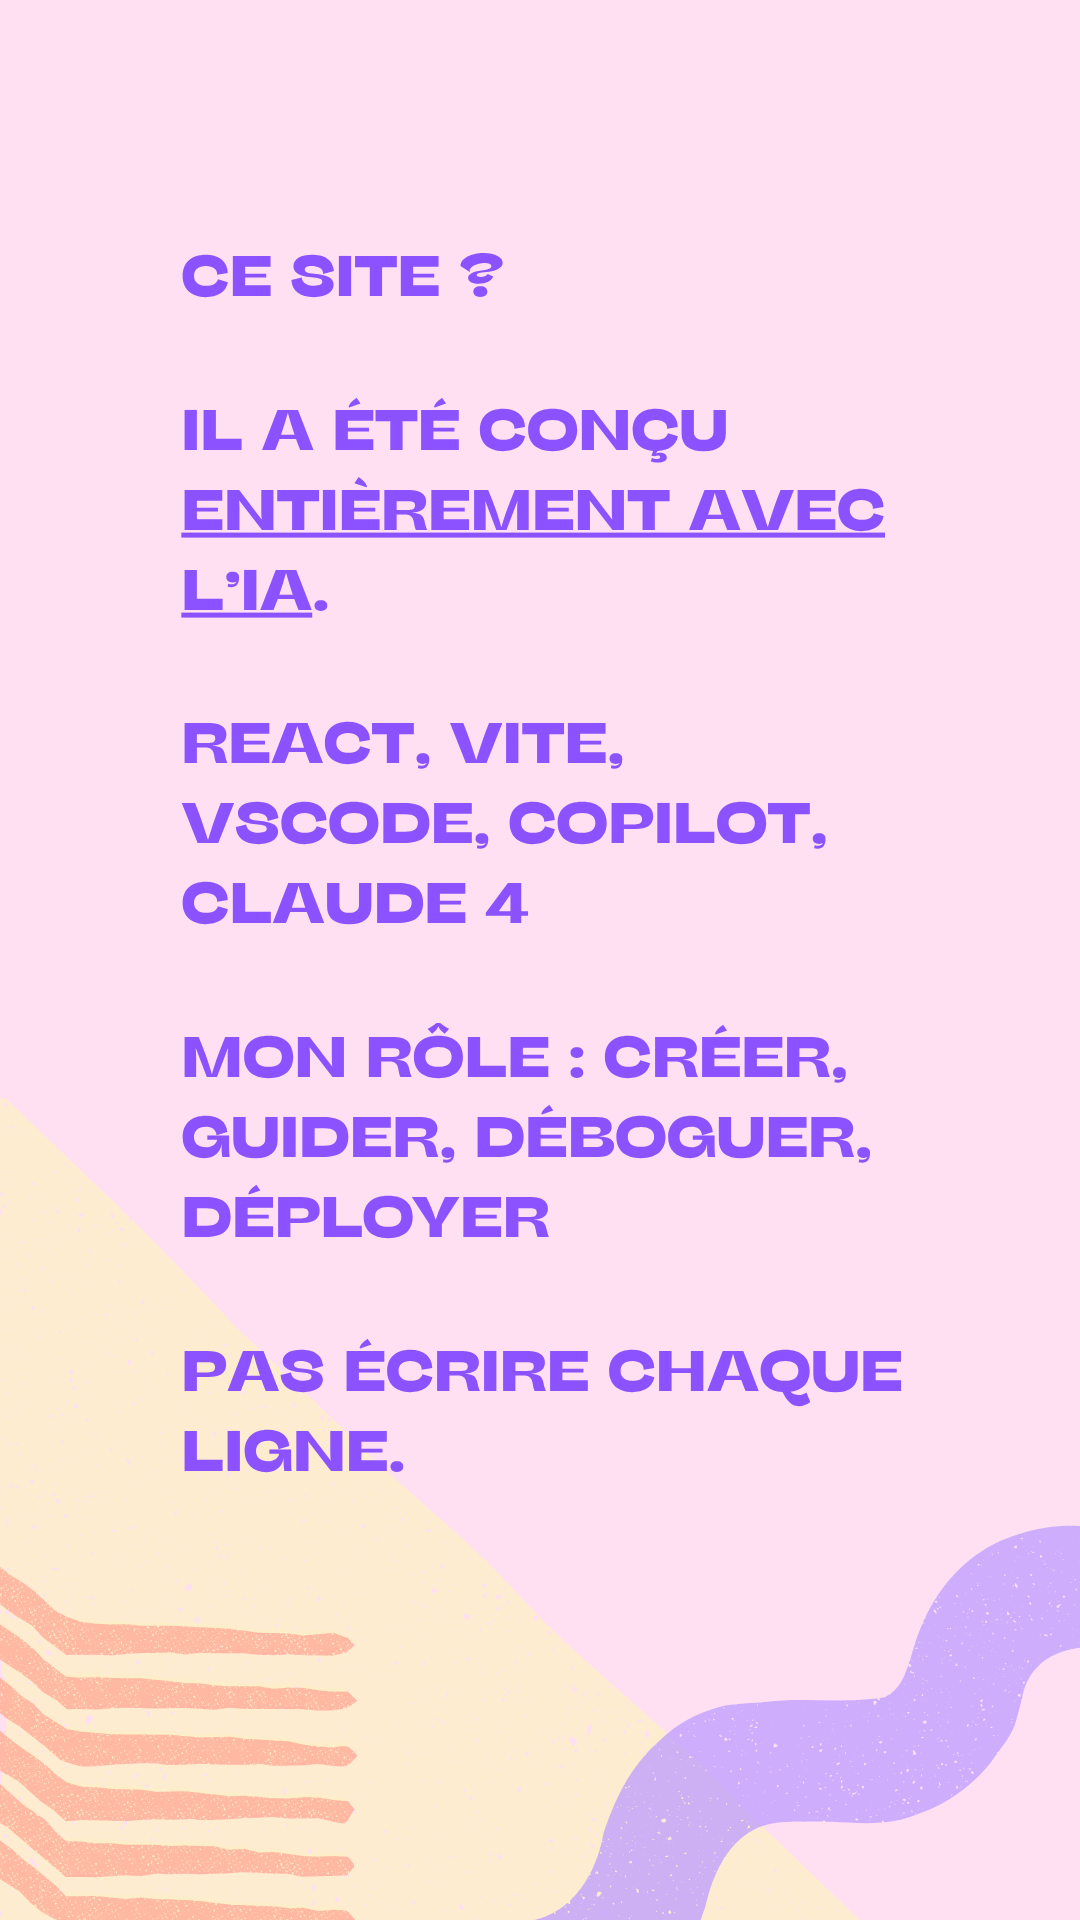 CE SITE ?
IL A ÉTÉ CONÇU
ENTIÈREMENT AVEC
L’IA.
REACT, VITE,
VSCODE, COPILOT,
CLAUDE 4
MON RÔLE : CRÉER,
GUIDER, DÉBOGUER,
DÉPLOYER
PAS ÉCRIRE CHAQUE
LIGNE.